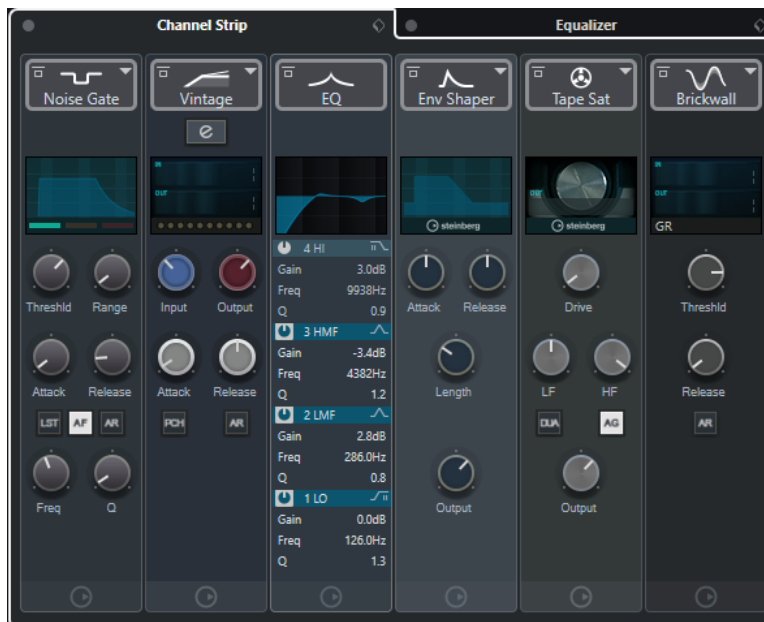 Channel Strip
Equalizer
Noise Gate
Vintage
EQ
Env Shaper
Tape Sat
Brickwall
e
IN
OUT
steinberg
OUT
steinberg
IN
OUT
GR
Threshld Range
Attack Release
LST AF AR
Freq Q
Input Output
Attack Release
PCH AR
4 HI
Gain 3.0dB
Freq 9938Hz
Q 0.9
3 HMF
Gain -3.4dB
Freq 4382Hz
Q 1.2
2 LMF
Gain 2.8dB
Freq 286.0Hz
Q 0.8
1 LO
Gain 0.0dB
Freq 126.0Hz
Q 1.3
Attack Release
Length
Output
Drive
LF HF
DUA AG
Output
Threshld
Release
AR